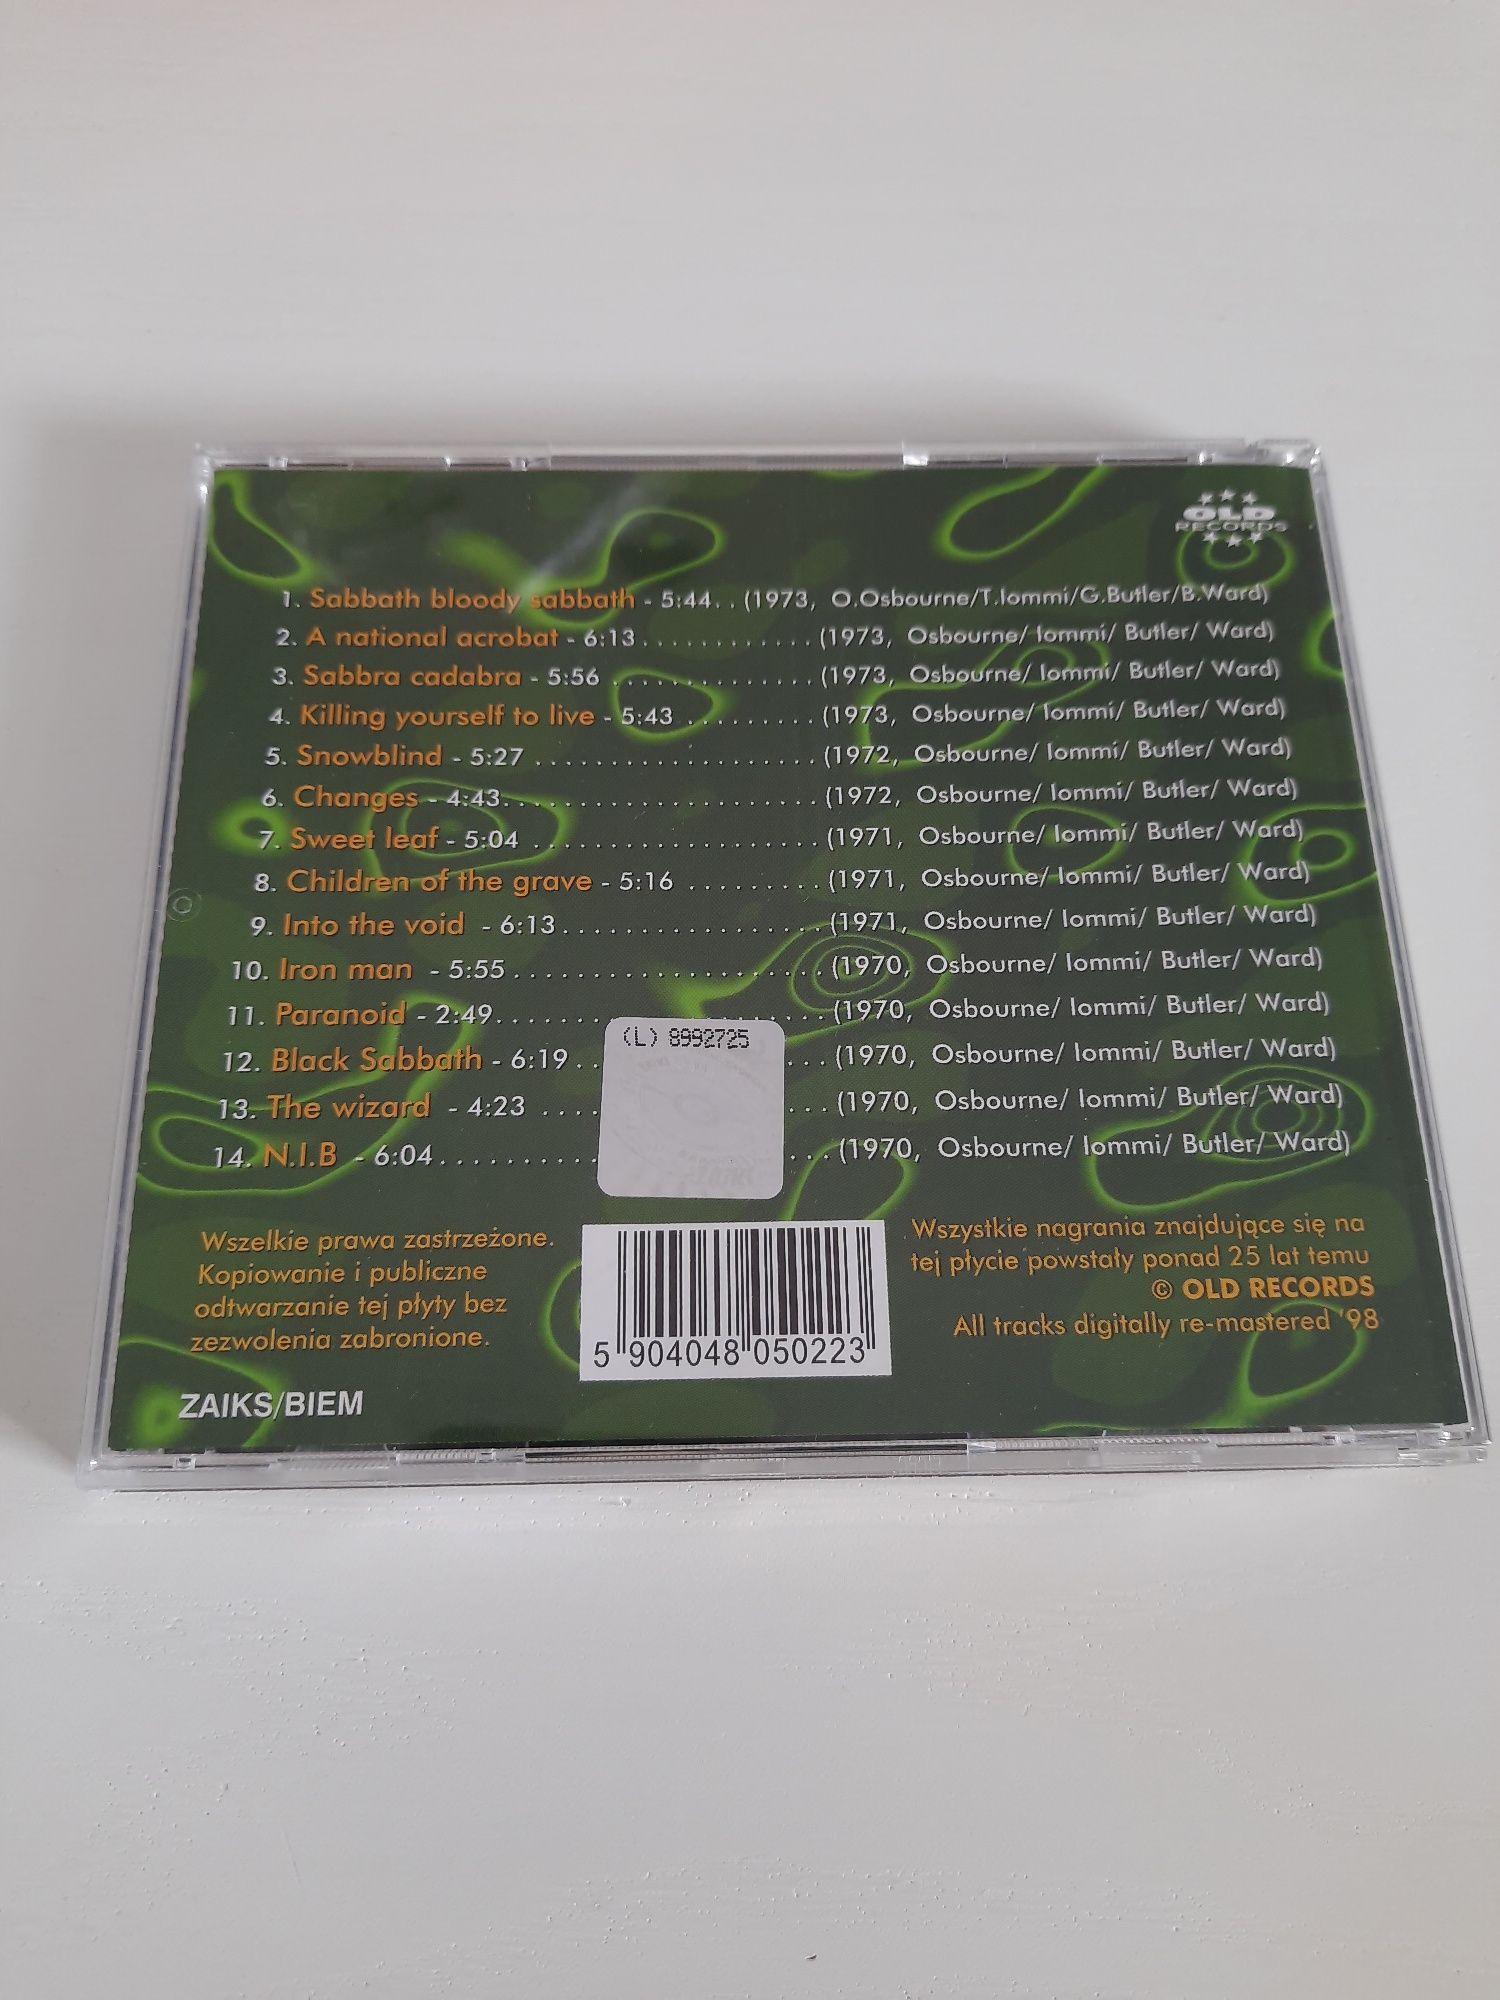 OLD
RECORDS
1. Sabbath bloody sabbath - 5:44. . (1973, O.Osbourne/T.Iommi/G.Butler/B.Ward)
2. A national acrobat - 6:13 . . . . . . . . . . . . (1973, Osbourne/ Iommi/ Butler/ Ward)
3. Sabbra cadabra - 5:56 . . . . . . . . . . . . . . (1973, Osbourne/ Iommi/ Butler/ Ward)
4. Killing yourself to live - 5:43 . . . . . . . . . (1973, Osbourne/ Iommi/ Butler/ Ward)
5. Snowblind - 5:27 . . . . . . . . . . . . . . . . . . . (1972, Osbourne/ Iommi/ Butler/ Ward)
6. Changes - 4:43. . . . . . . . . . . . . . . . . . . . . (1972, Osbourne/ Iommi/ Butler/ Ward)
7. Sweet leaf - 5:04 . . . . . . . . . . . . . . . . . . . (1971, Osbourne/ Iommi/ Butler/ Ward)
8. Children of the grave - 5:16 . . . . . . . . . (1971, Osbourne/ Iommi/ Butler/ Ward)
9. Into the void - 6:13. . . . . . . . . . . . . . . . . (1971, Osbourne/ Iommi/ Butler/ Ward)
10. Iron man - 5:55 . . . . . . . . . . . . . . . . . . . . (1970, Osbourne/ Iommi/ Butler/ Ward)
11. Paranoid - 2:49. . . . . . . . . . . . . . . . . . . . . (1970, Osbourne/ Iommi/ Butler/ Ward)
(L) 8992725
12. Black Sabbath - 6:19 . . . . . (1970, Osbourne/ Iommi/ Butler/ Ward)
13. The wizard - 4:23 . . . . . . . (1970, Osbourne/ Iommi/ Butler/ Ward)
14. N.I.B - 6:04. . . . . . . . . . . . . (1970, Osbourne/ Iommi/ Butler/ Ward)
Wszelkie prawa zastrzeżone.
Kopiowanie i publiczne
odtwarzanie tej płyty bez
zezwolenia zabronione.
ZAIKS/BIEM
5 904048 050223
Wszystkie nagrania znajdujące się na
tej płycie powstały ponad 25 lat temu
© OLD RECORDS
All tracks digitally re-mastered '98